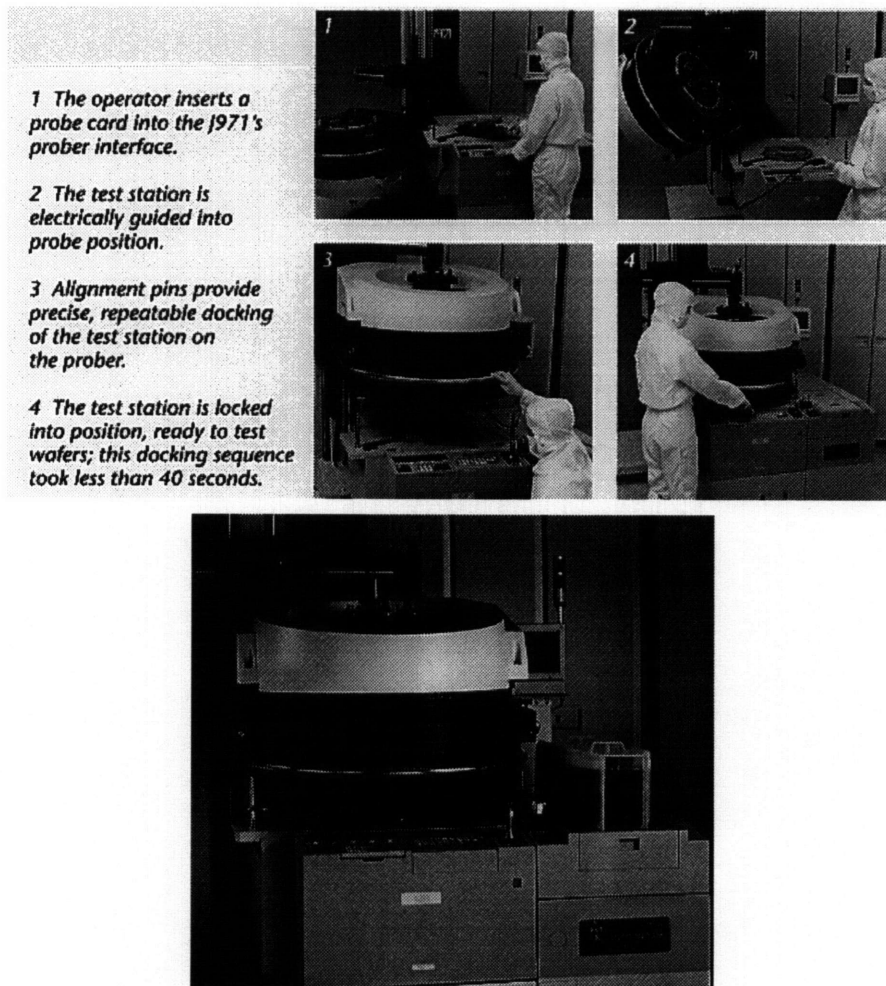 1 The operator inserts a
probe card into the J971's
prober interface.
2 The test station is
electrically guided into
probe position.
3 Alignment pins provide
precise, repeatable docking
of the test station on
the prober.
4 The test station is locked
into position, ready to test
wafers; this docking sequence
took less than 40 seconds.
1
2
3
4